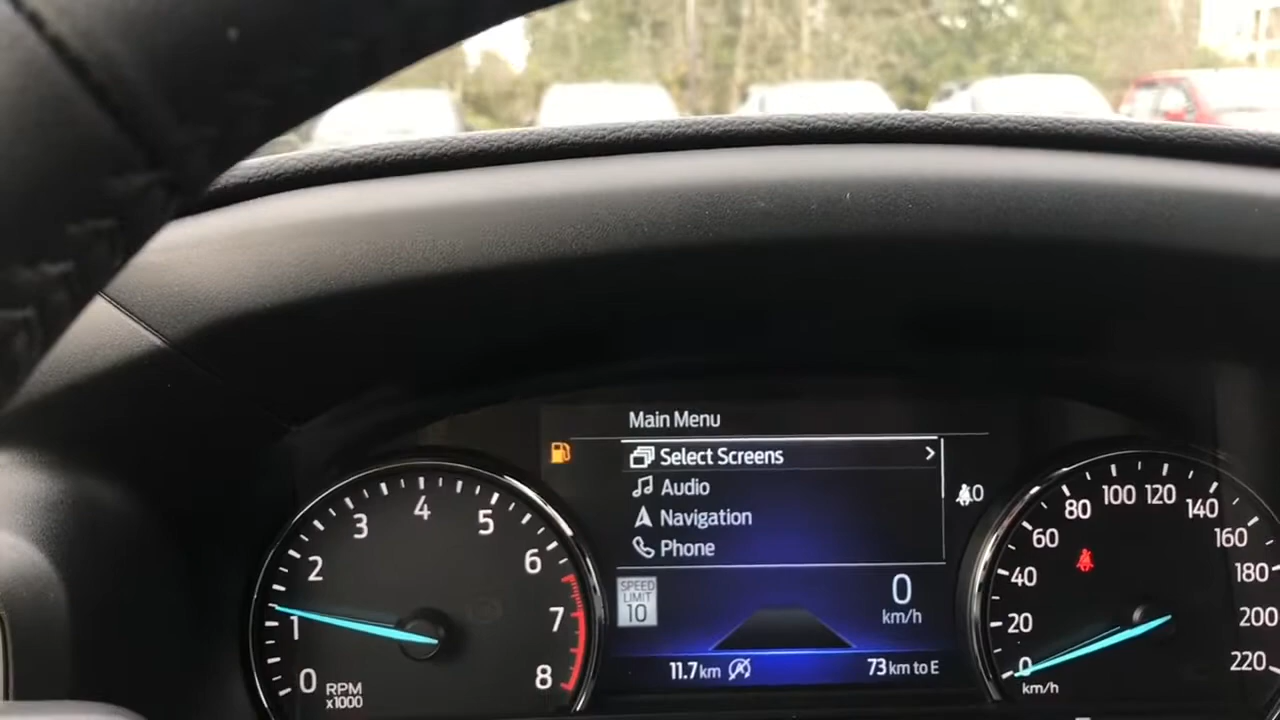 Main Menu
Select Screens
Audio
Navigation
Phone
SPEED
LIMIT
10
0
km/h
11.7 km
73 km to E
0
1
2
3
4
5
6
7
8
RPM
x1000
0
20
40
60
80
100
120
140
160
180
200
220
km/h